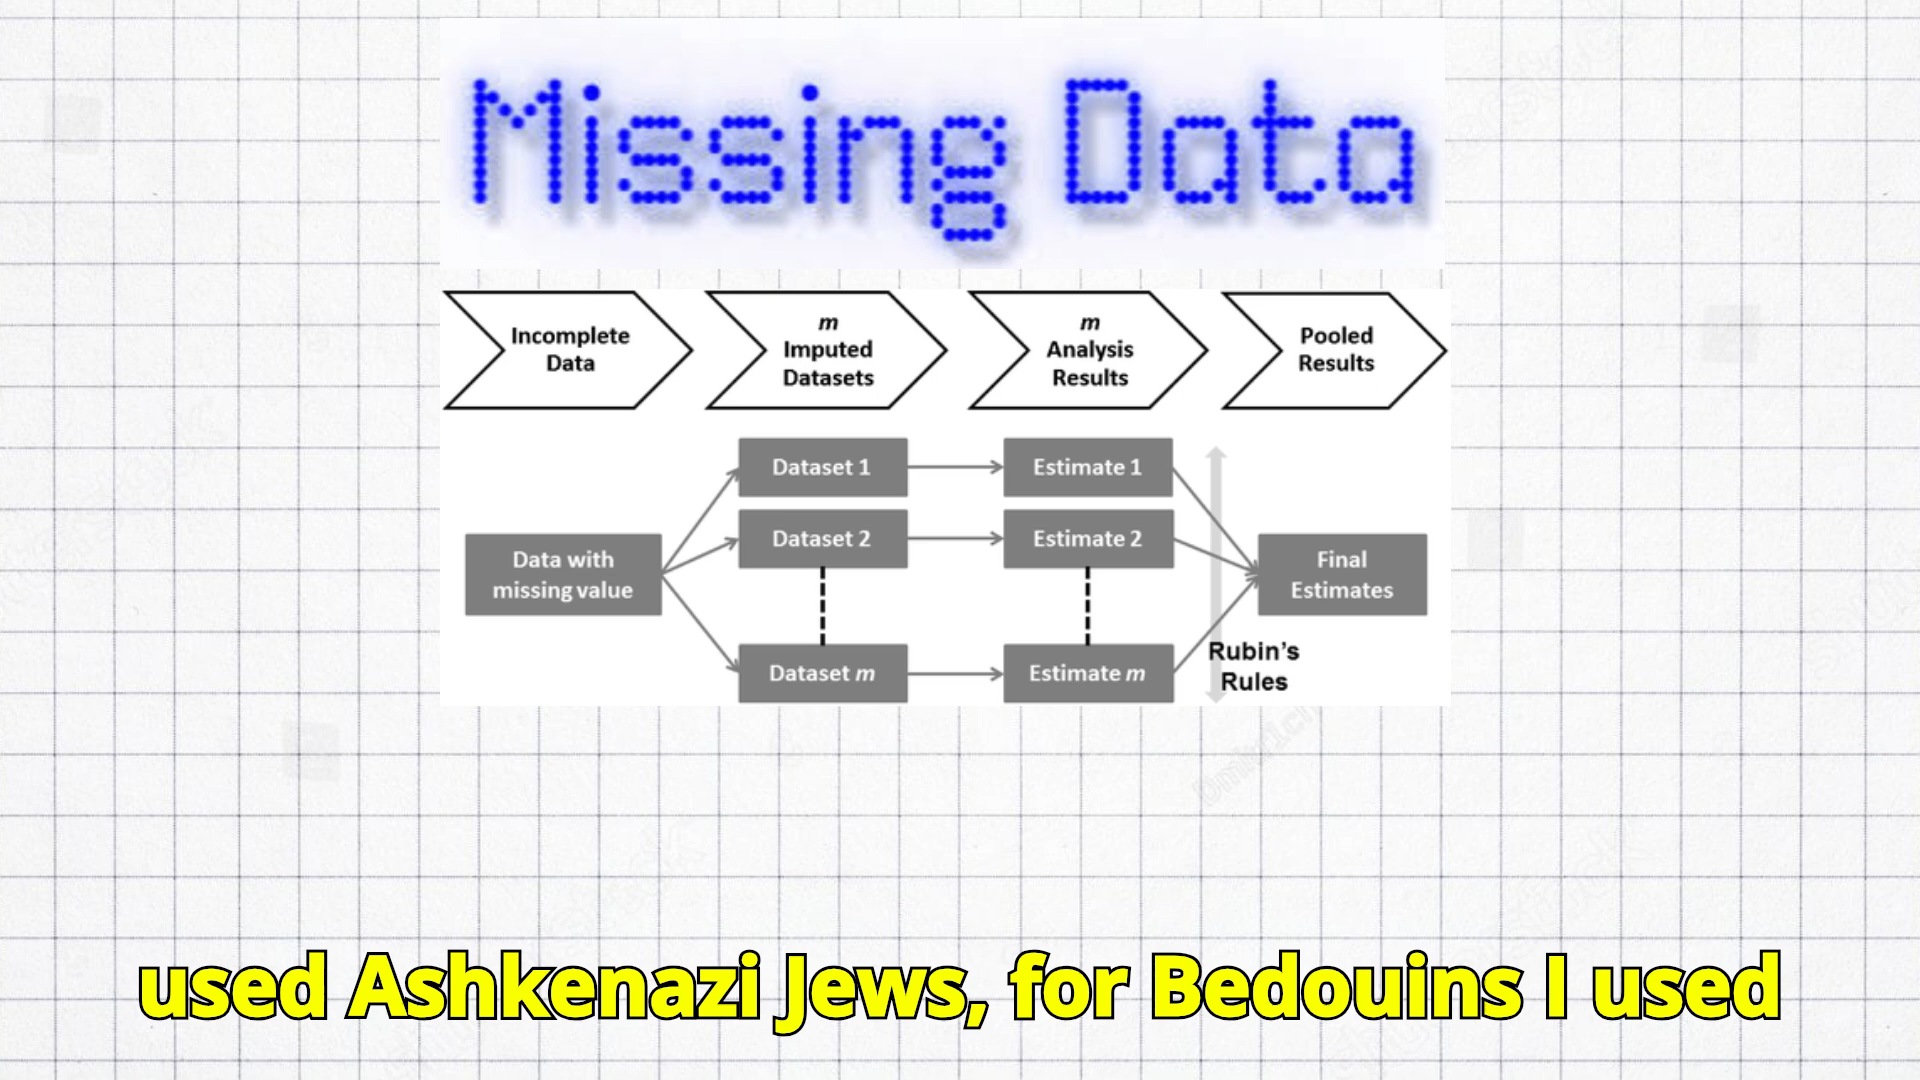 Missing Data
Incomplete
Data
m
Imputed
Datasets
m
Analysis
Results
Pooled
Results
Data with
missing value
Dataset 1
Dataset 2
Dataset m
Estimate 1
Estimate 2
Estimate m
Rubin's
Rules
Final
Estimates
used Ashkenazi Jews, for Bedouins I used